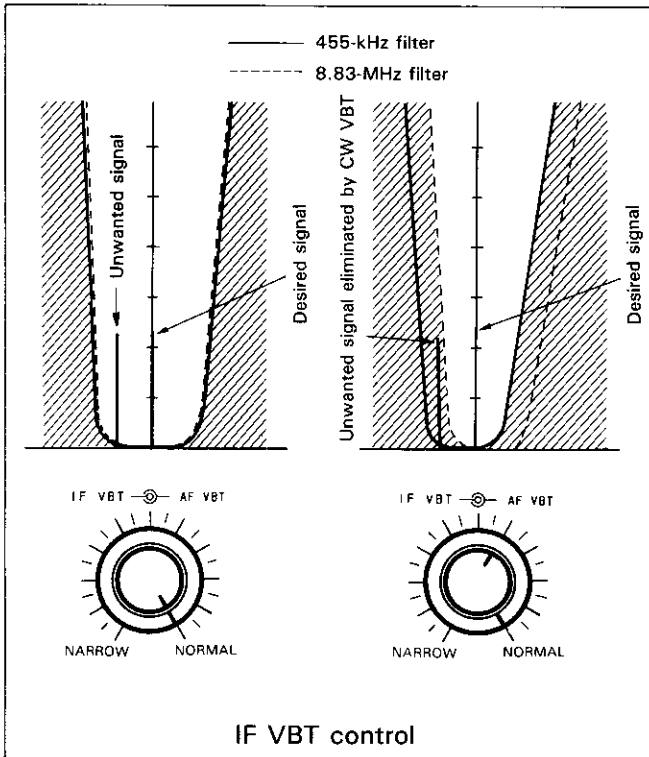 455-kHz filter
8.83-MHz filter
Unwanted signal
Desired signal
Unwanted signal eliminated by CW VBT
Desired signal
IF VBT AF VBT
NARROW NORMAL
IF VBT AF VBT
NARROW NORMAL
IF VBT control